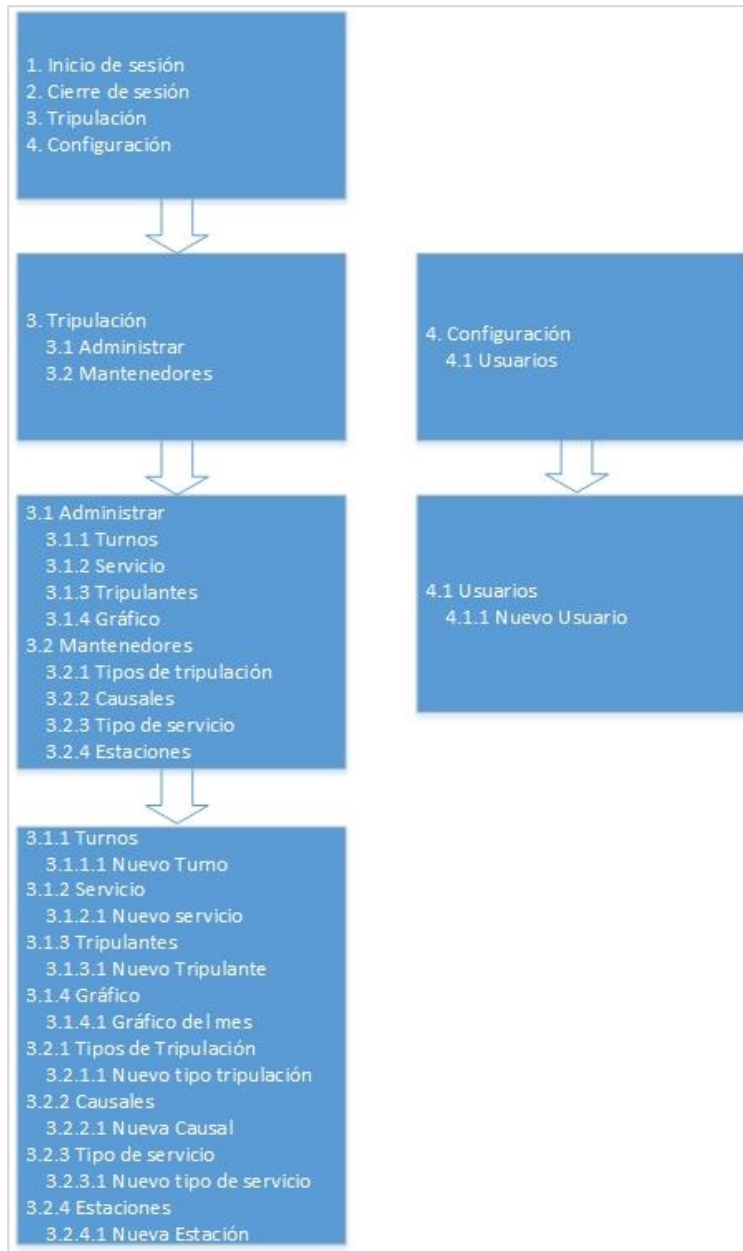 1. Inicio de sesión
2. Cierre de sesión
3. Tripulación
4. Configuración
3. Tripulación
3.1 Administrar
3.2 Mantenedores
4. Configuración
4.1 Usuarios
3.1 Administrar
3.1.1 Turnos
3.1.2 Servicio
3.1.3 Tripulantes
3.1.4 Gráfico
3.2 Mantenedores
3.2.1 Tipos de tripulación
3.2.2 Causales
3.2.3 Tipo de servicio
3.2.4 Estaciones
4.1 Usuarios
4.1.1 Nuevo Usuario
3.1.1 Turnos
3.1.1.1 Nuevo Turno
3.1.2 Servicio
3.1.2.1 Nuevo servicio
3.1.3 Tripulantes
3.1.3.1 Nuevo Tripulante
3.1.4 Gráfico
3.1.4.1 Gráfico del mes
3.2.1 Tipos de Tripulación
3.2.1.1 Nuevo tipo tripulación
3.2.2 Causales
3.2.2.1 Nueva Causal
3.2.3 Tipo de servicio
3.2.3.1 Nuevo tipo de servicio
3.2.4 Estaciones
3.2.4.1 Nueva Estación